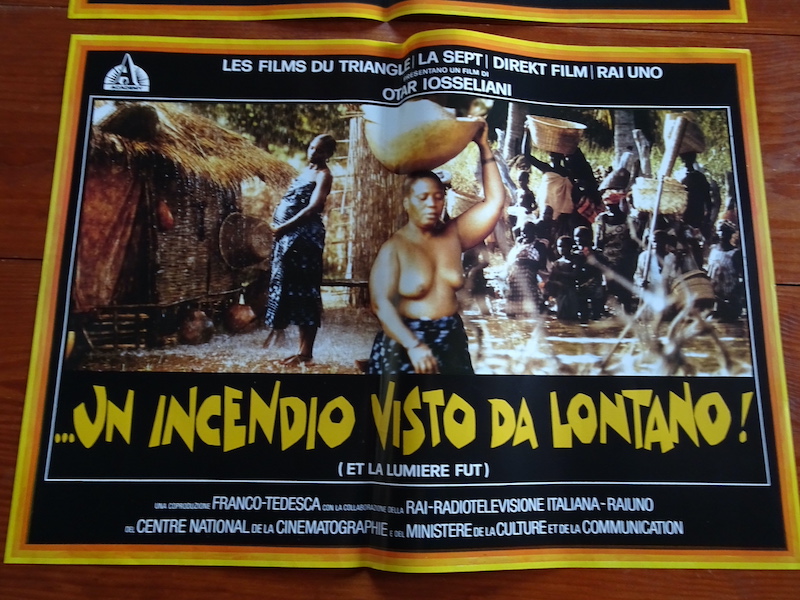 ACADEMY
LES FILMS DU TRIANGLE | LA SEPT | DIREKT FILM | RAI UNO
PRESENTANO UN FILM DI
OTAR IOSSELIANI
...UN INCENDIO VISTO DA LONTANO!
(ET LA LUMIERE FUT)
UNA COPRODUZIONE FRANCO-TEDESCA CON LA COLLABORAZIONE DELLA RAI-RADIOTELEVISIONE ITALIANA-RAIUNO
DEL CENTRE NATIONAL DE LA CINEMATOGRAPHIE E DEL MINISTERE DE LA CULTURE ET DE LA COMMUNICATION